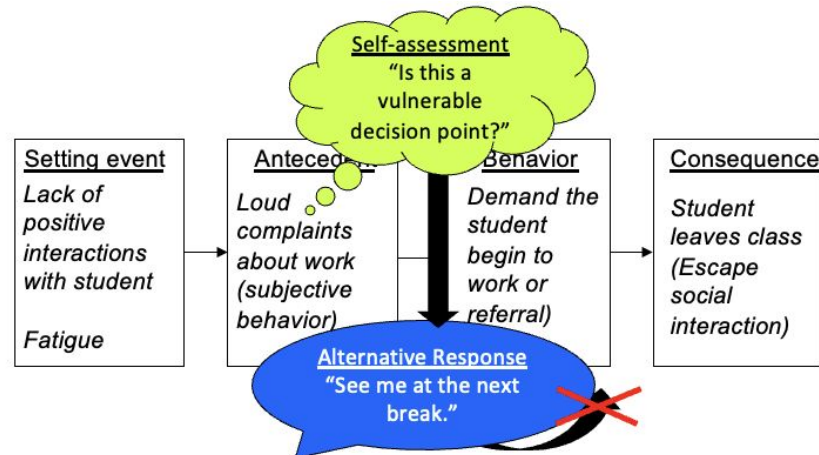 Self-assessment
“Is this a
vulnerable
decision point?”
Setting event
Lack of
positive
interactions
with student
Fatigue
Antecedent
Loud
complaints
about work
(subjective
behavior)
Behavior
Demand the
student
begin to
work or
referral)
Consequence
Student
leaves class
(Escape
social
interaction)
Alternative Response
“See me at the next
break.”